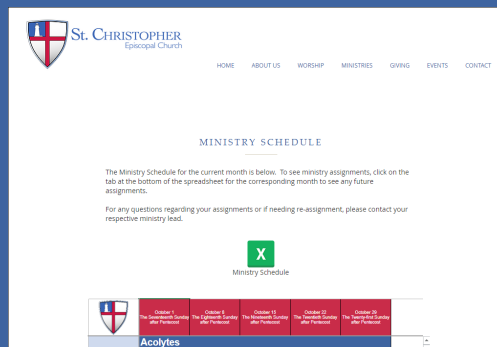 St. CHRISTOPHER
Episcopal Church
HOME ABOUT US WORSHIP MINISTRIES GIVING EVENTS CONTACT
MINISTRY SCHEDULE
The Ministry Schedule for the current month is below. To see ministry assignments, click on the
tab at the bottom of the spreadsheet for the corresponding month to see any future
assignments.
For any questions regarding your assignments or if needing re-assignment, please contact your
respective ministry lead.
X
Ministry Schedule
October 1 October 8 October 15 October 22 October 29
The Seventeenth Sunday The Eighteenth Sunday The Nineteenth Sunday The Twentieth Sunday The Twenty-first Sunday
after Pentecost after Pentecost after Pentecost after Pentecost after Pentecost
Acolytes